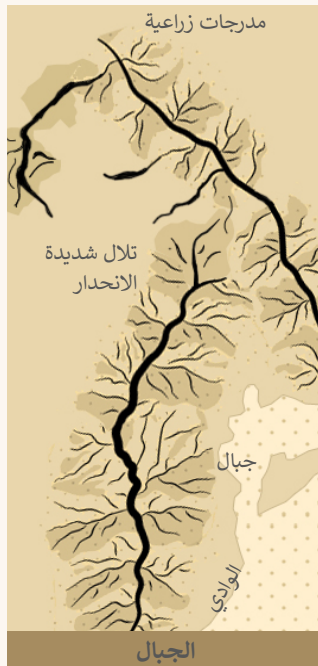 مدرجات زراعية
تلال شديدة
الانحدار
جبال
الوادي
الجبال